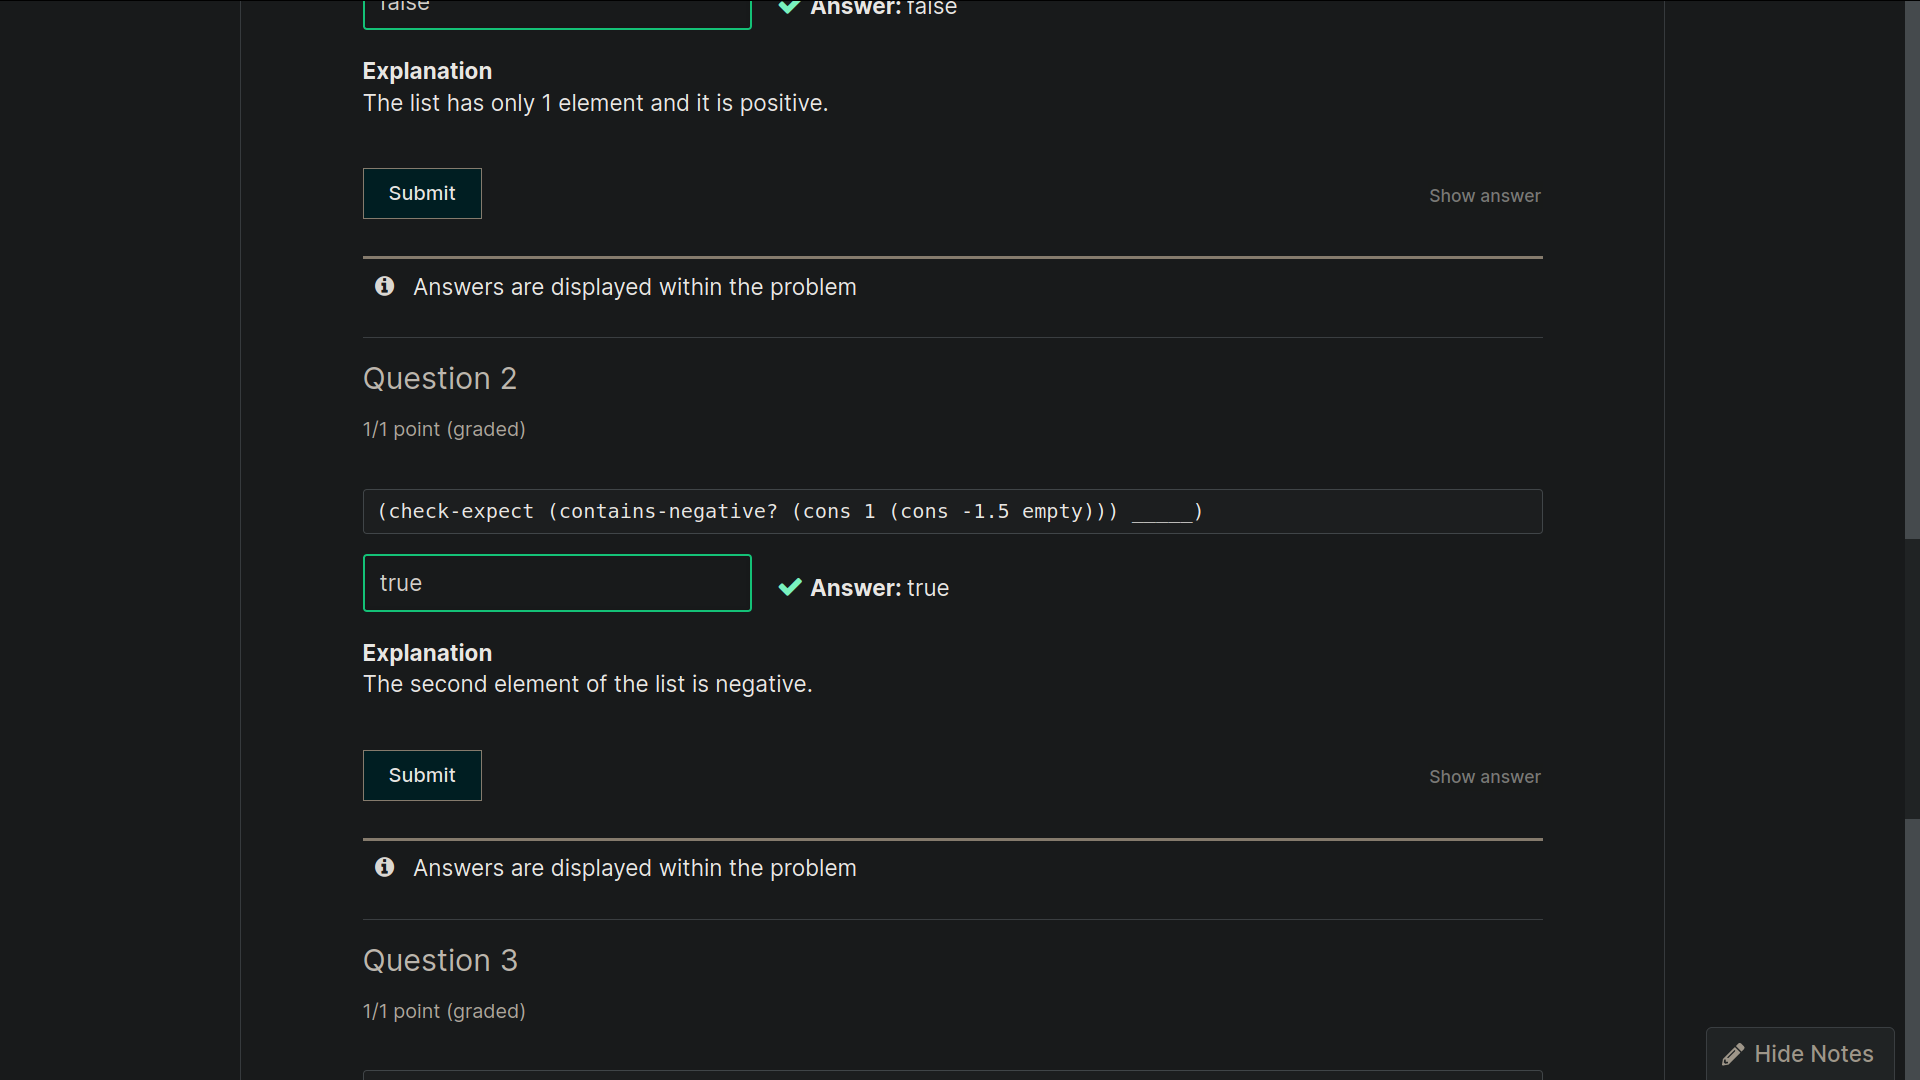 false
Answer: false
Explanation
The list has only 1 element and it is positive.
Submit
Show answer
Answers are displayed within the problem
Question 2
1/1 point (graded)
(check-expect (contains-negative? (cons 1 (cons -1.5 empty))) _____)
true
Answer: true
Explanation
The second element of the list is negative.
Submit
Show answer
Answers are displayed within the problem
Question 3
1/1 point (graded)
Hide Notes